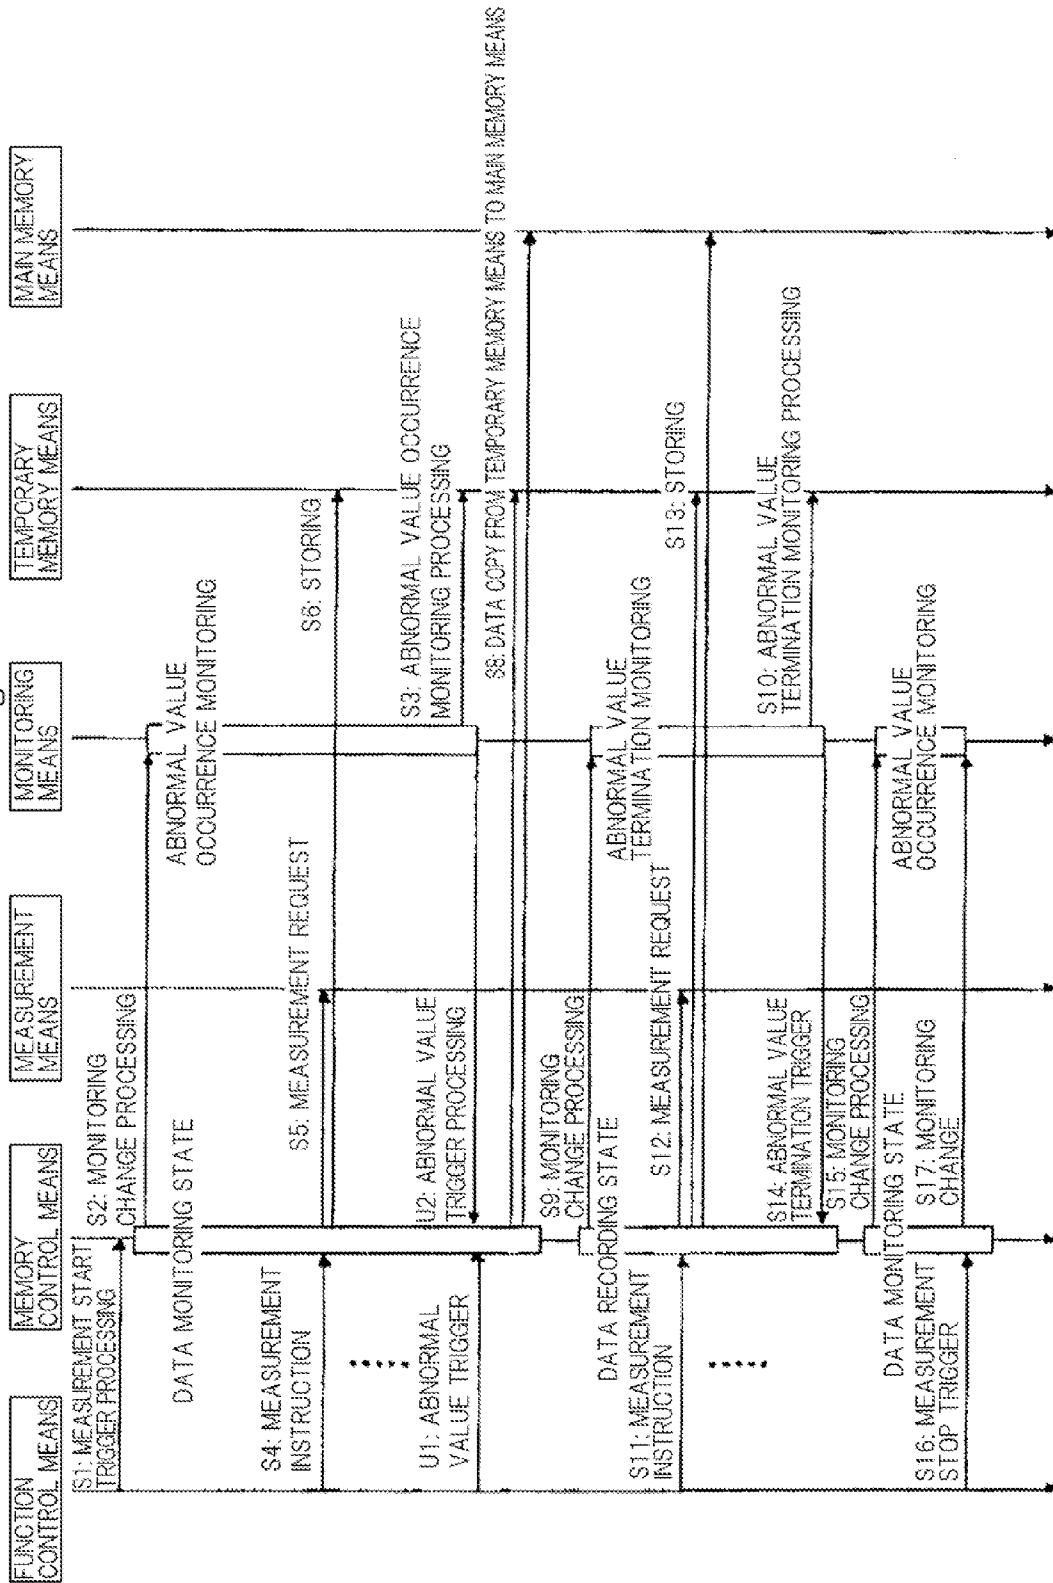 FUNCTION
CONTROL MEANS
MEMORY
CONTROL MEANS
MEASUREMENT
MEANS
MONITORING
MEANS
TEMPORARY
MEMORY MEANS
MAIN MEMORY
MEANS
S1: MEASUREMENT START
TRIGGER PROCESSING
S2: MONITORING
CHANGE PROCESSING
DATA MONITORING STATE
ABNORMAL VALUE
OCCURRENCE MONITORING
S4: MEASUREMENT
INSTRUCTION
S5: MEASUREMENT REQUEST
S6: STORING
S3: ABNORMAL VALUE OCCURRENCE
MONITORING PROCESSING
U1: ABNORMAL
VALUE TRIGGER
U2: ABNORMAL VALUE
TRIGGER PROCESSING
S8: DATA COPY FROM TEMPORARY MEMORY MEANS TO MAIN MEMORY MEANS
S9: MONITORING
CHANGE PROCESSING
DATA RECORDING STATE
ABNORMAL VALUE
TERMINATION MONITORING
S11: MEASUREMENT
INSTRUCTION
S12: MEASUREMENT REQUEST
S13: STORING
S10: ABNORMAL VALUE
TERMINATION MONITORING PROCESSING
S14: ABNORMAL VALUE
TERMINATION TRIGGER
S15: MONITORING
CHANGE PROCESSING
DATA MONITORING STATE
ABNORMAL VALUE
OCCURRENCE MONITORING
S16: MEASUREMENT
STOP TRIGGER
S17: MONITORING
CHANGE